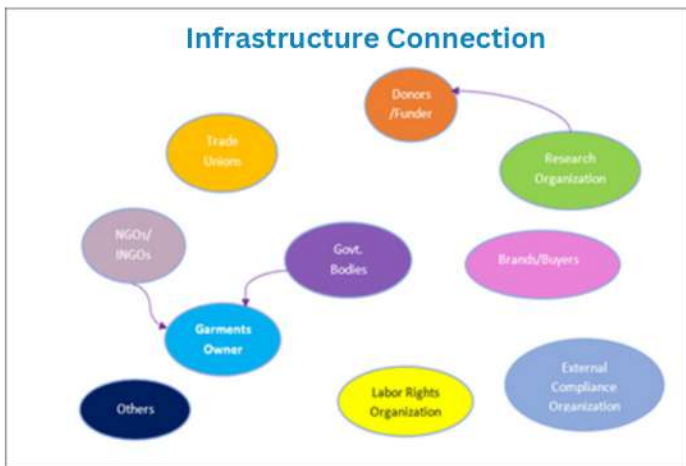 Infrastructure Connection
Donors
/Funder
Trade
Unions
Research
Organization
NGOs/
INGOs
Govt.
Bodies
Brands/Buyers
Garments
Owner
External
Compliance
Organization
Others
Labor Rights
Organization